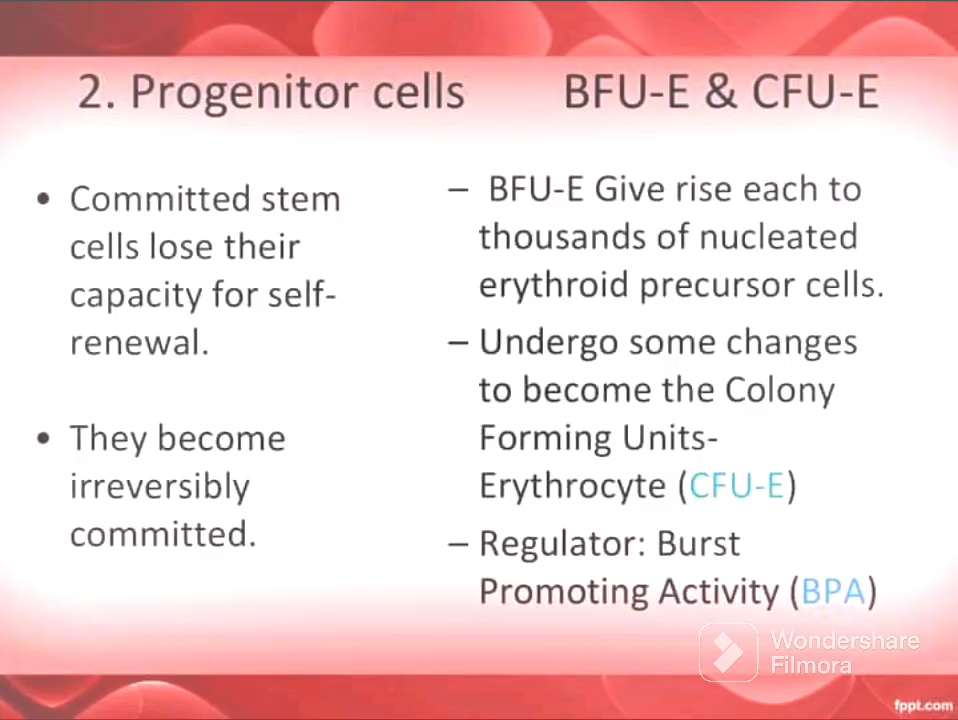 2. Progenitor cells BFU-E & CFU-E
• Committed stem
cells lose their
capacity for self-
renewal.
• They become
irreversibly
committed.
– BFU-E Give rise each to
thousands of nucleated
erythroid precursor cells.
– Undergo some changes
to become the Colony
Forming Units-
Erythrocyte (CFU-E)
– Regulator: Burst
Promoting Activity (BPA)
Wondershare
Filmora
fppt.com